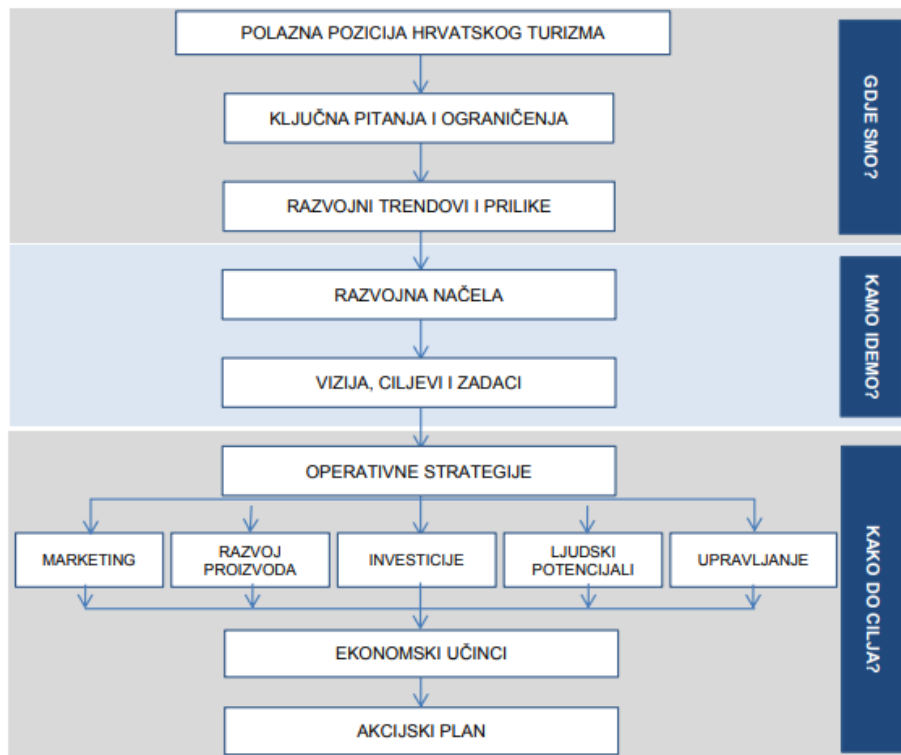 POLAZNA POZICIJA HRVATSKOG TURIZMA
KLJUČNA PITANJA I OGRANIČENJA
RAZVOJNI TRENDOVI I PRILIKE
GDJE SMO?
RAZVOJNA NAČELA
VIZIJA, CILJEVI I ZADACI
KAMO IDEMO?
OPERATIVNE STRATEGIJE
MARKETING
RAZVOJ
PROIZVODA
INVESTICIJE
LJUDSKI
POTENCIJALI
UPRAVLJANJE
EKONOMSKI UČINCI
AKCIJSKI PLAN
KAKO DO CILJA?